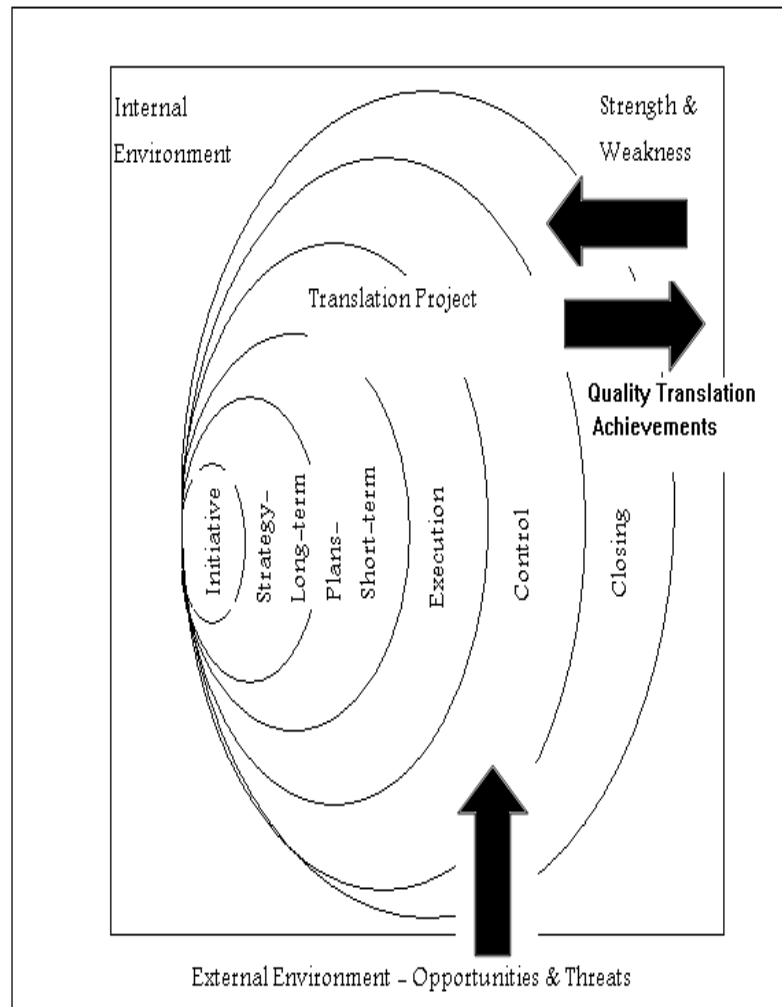 Internal
Environment
Strength &
Weakness
Translation Project
Quality Translation
Achievements
Initiative
Strategy-
Long-term
Plans-
Short-term
Execution
Control
Closing
External Environment – Opportunities & Threats